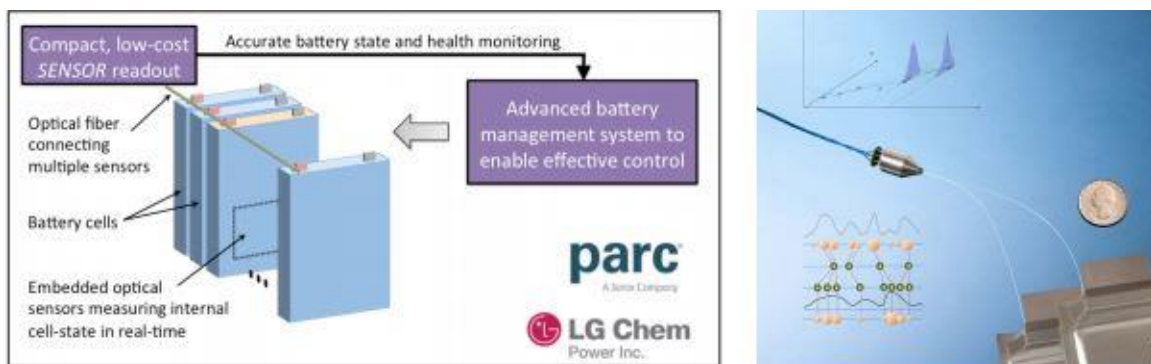 Compact, low-cost
SENSOR readout
Accurate battery state and health monitoring
Advanced battery
management system to
enable effective control
Optical fiber
connecting
multiple sensors
Battery cells
Embedded optical
sensors measuring internal
cell-state in real-time
parc
A Xerox Company
LG Chem
Power Inc.